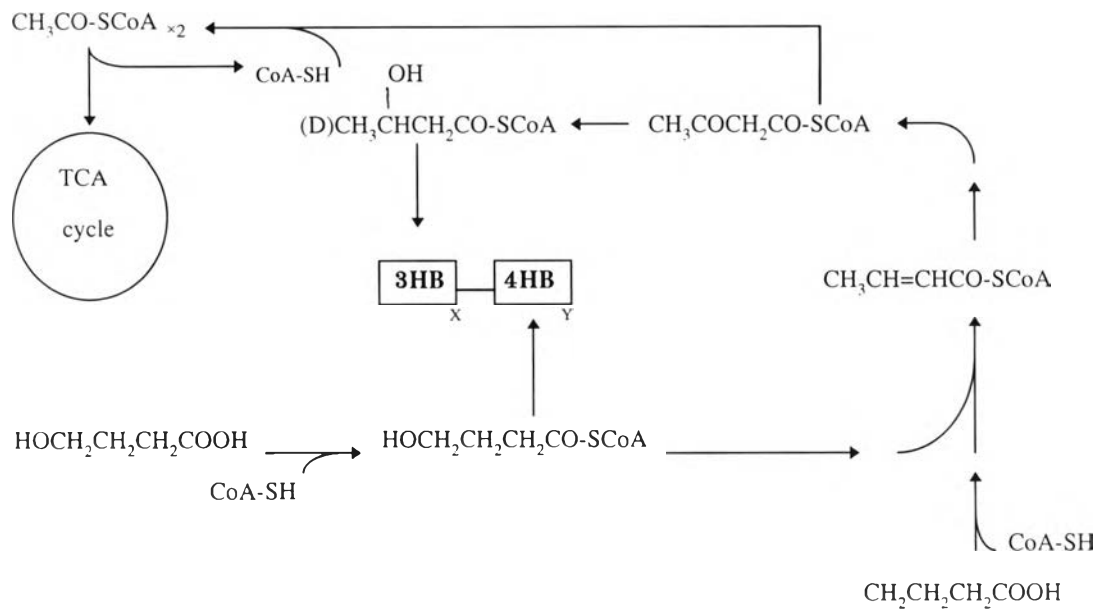 CH₃CO-SCoA ×2
CoA-SH
OH
(D)CH₃CHCH₂CO-SCoA
CH₃COCH₂CO-SCoA
TCA
cycle
3HB
4HB
X
Y
CH₃CH=CHCO-SCoA
HOCH₂CH₂CH₂COOH
HOCH₂CH₂CH₂CO-SCoA
CoA-SH
CoA-SH
CH₂CH₂CH₂COOH